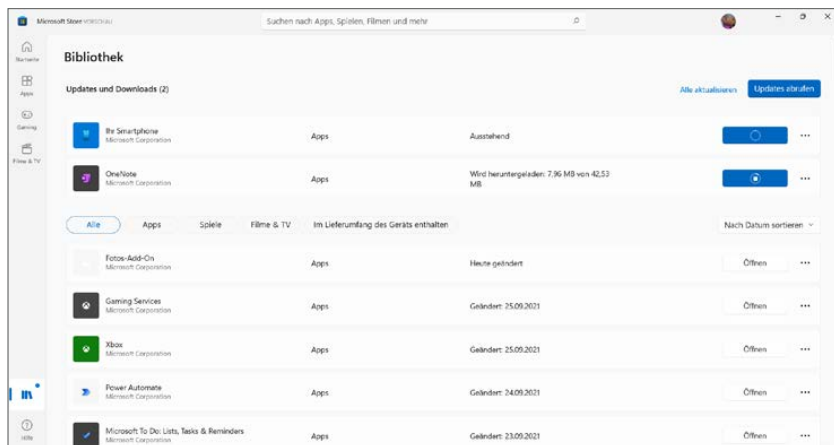 Microsoft Store VORSCHAU
Suchen nach Apps, Spielen, Filmen und mehr
Startseite
Apps
Gaming
Filme & TV
Hilfe
Bibliothek
Updates und Downloads (2)
Alle aktualisieren
Updates abrufen
Ihr Smartphone
Microsoft Corporation
Apps
Ausstehend
OneNote
Microsoft Corporation
Apps
Wird heruntergeladen: 7,96 MB von 42,53
MB
Alle
Apps
Spiele
Filme & TV
Im Lieferumfang des Geräts enthalten
Nach Datum sortieren
Fotos-Add-On
Microsoft Corporation
Apps
Heute geändert
Öffnen
Gaming Services
Microsoft Corporation
Apps
Geändert: 25.09.2021
Öffnen
Xbox
Microsoft Corporation
Apps
Geändert: 25.09.2021
Öffnen
Power Automate
Microsoft Corporation
Apps
Geändert: 24.09.2021
Öffnen
Microsoft To Do: Lists, Tasks & Reminders
Microsoft Corporation
Apps
Geändert: 23.09.2021
Öffnen